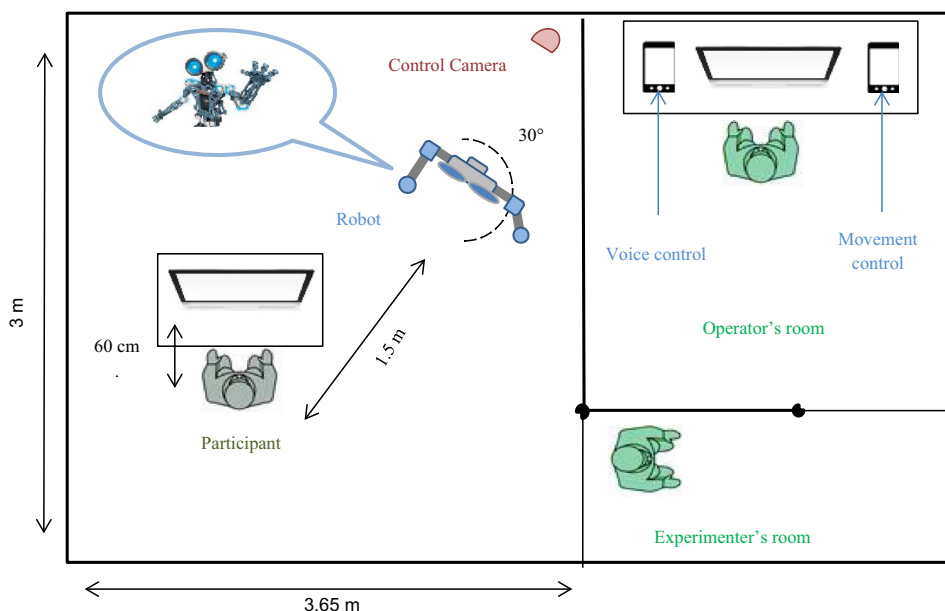 Control Camera
30°
Robot
Voice control
Movement
control
3 m
60 cm
.
1.5 m
Operator's room
Participant
Experimenter's room
3.65 m